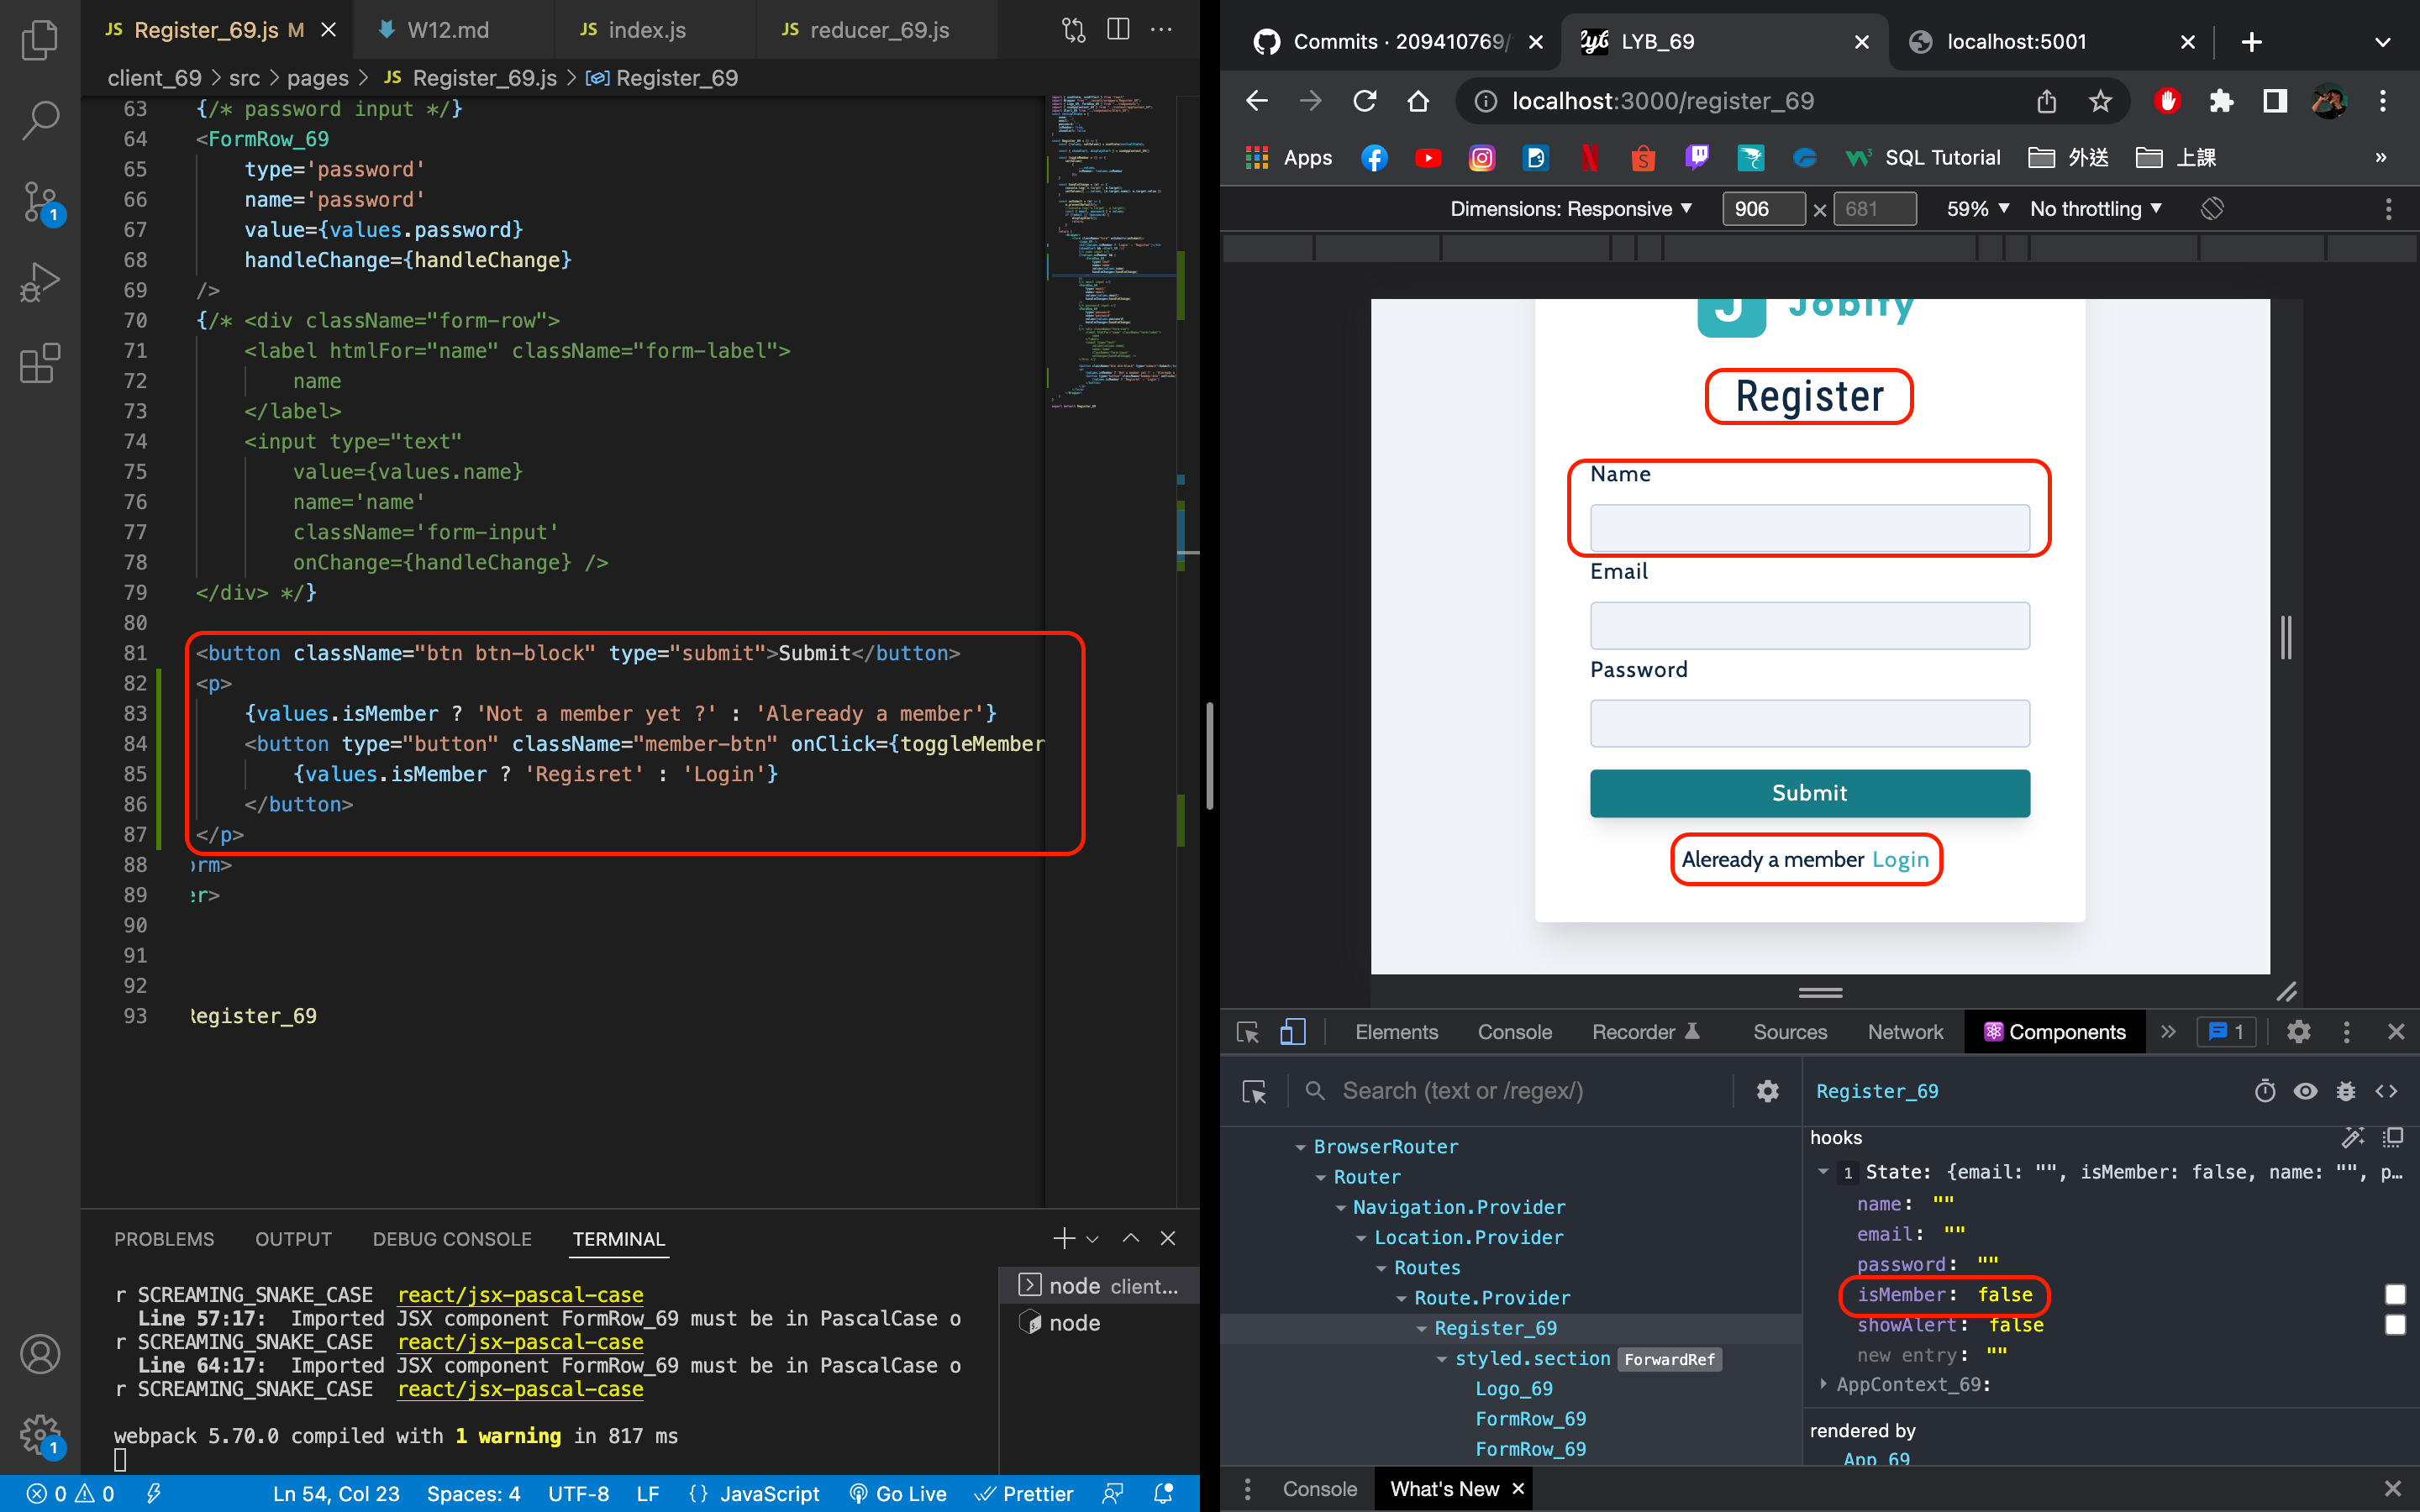 JS Register_69.js M
W12.md
JS index.js
JS reducer_69.js
client_69 > src > pages > JS Register_69.js > Register_69
63 {/* password input */}
64 <FormRow_69
65 type='password'
66 name='password'
67 value={values.password}
68 handleChange={handleChange}
69 />
70 {/* <div className="form-row">
71 <label htmlFor="name" className="form-label">
72 name
73 </label>
74 <input type="text"
75 value={values.name}
76 name='name'
77 className='form-input'
78 onChange={handleChange} />
79 </div> */}
80
81 <button className="btn btn-block" type="submit">Submit</button>
82 <p>
83 {values.isMember ? 'Not a member yet ?' : 'Aleready a member'}
84 <button type="button" className="member-btn" onClick={toggleMember
85 {values.isMember ? 'Regisret' : 'Login'}
86 </button>
87 </p>
88 orm>
89 er>
90
91
92
93 Register_69
PROBLEMS OUTPUT DEBUG CONSOLE TERMINAL
r SCREAMING_SNAKE_CASE react/jsx-pascal-case
Line 57:17: Imported JSX component FormRow_69 must be in PascalCase o
r SCREAMING_SNAKE_CASE react/jsx-pascal-case
Line 64:17: Imported JSX component FormRow_69 must be in PascalCase o
r SCREAMING_SNAKE_CASE react/jsx-pascal-case
webpack 5.70.0 compiled with 1 warning in 817 ms
node client...
node
1
1
0 0 Ln 54, Col 23 Spaces: 4 UTF-8 LF {} JavaScript Go Live Prettier
Commits · 209410769/
lyb LYB_69
localhost:5001
localhost:3000/register_69
Apps
SQL Tutorial
外送
上課
»
Dimensions: Responsive 906 × 681 59% No throttling
Jobify
Register
Name
Email
Password
Submit
Aleready a member Login
Elements Console Recorder Sources Network Components » 1
Search (text or /regex/)
BrowserRouter
Router
Navigation.Provider
Location.Provider
Routes
Route.Provider
Register_69
styled.section ForwardRef
Logo_69
FormRow_69
FormRow_69
Register_69
hooks
1 State: {email: "", isMember: false, name: "", p…
name: ""
email: ""
password: ""
isMember: false
showAlert: false
new entry: ""
AppContext_69:
rendered by
App_69
Console What's New